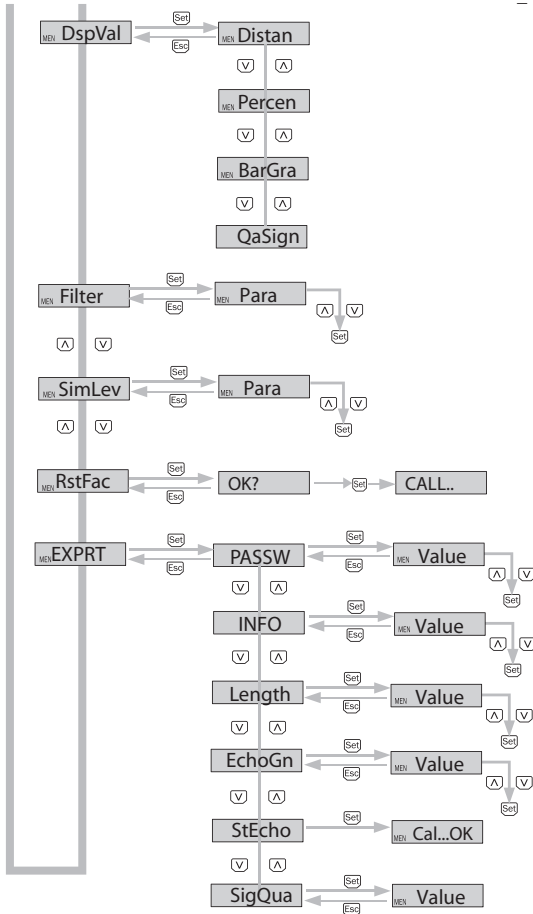 Set
MEN DspVal
MEN Distan
Esc
V Λ
MEN Percen
V Λ
MEN BarGra
V Λ
QaSign
Set
MEN Filter
MEN Para
Esc
Λ V
Set
Λ V
Set
MEN SimLev
MEN Para
Esc
Λ V
Set
Λ V
Set
MEN RstFac
OK?
Set
CALL..
Esc
Set
MEN EXPRT
PASSW
Set
MEN Value
Esc
Esc
Λ V
Set
V Λ
Set
INFO
MEN Value
Esc
Λ V
Set
V Λ
Set
Length
MEN Value
Esc
Λ V
Set
V Λ
Set
EchoGn
MEN Value
Esc
Λ V
Set
V Λ
Set
StEcho
MEN Cal...OK
V Λ
Set
SigQua
MEN Value
Esc